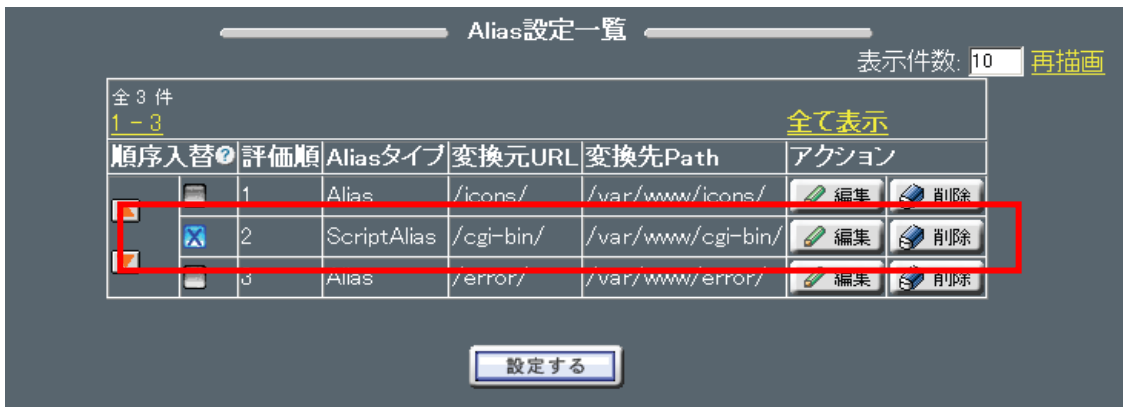 Alias設定一覧
表示件数: 10 再描画
全 3 件
1 - 3 全て表示
順序入替 評価順 Aliasタイプ 変換元URL 変換先Path アクション
1 Alias /icons/ /var/www/icons/ 編集 削除
2 ScriptAlias /cgi-bin/ /var/www/cgi-bin/ 編集 削除
3 Alias /error/ /var/www/error/ 編集 削除
設定する